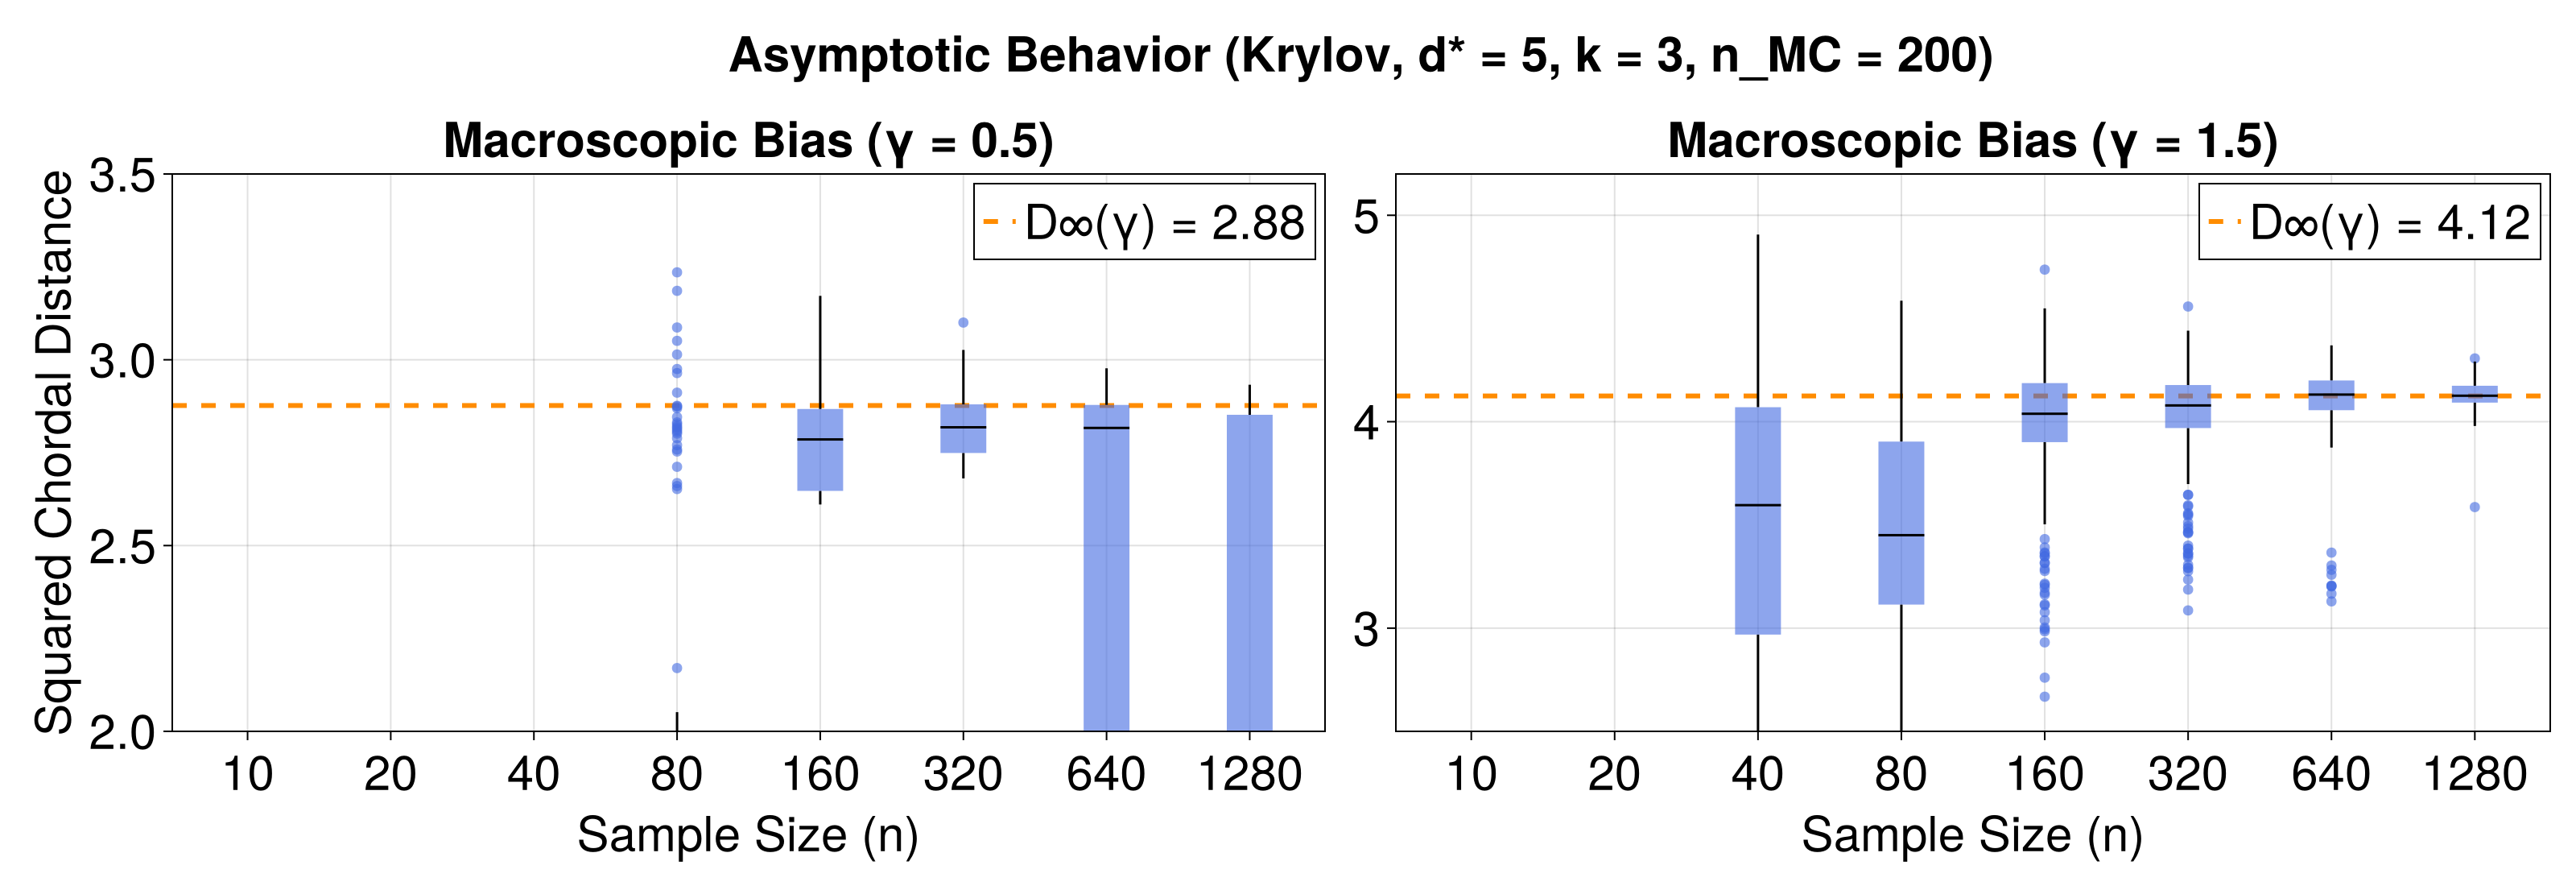 Asymptotic Behavior (Krylov, d* = 5, k = 3, n_MC = 200)
Macroscopic Bias (γ = 0.5)
Squared Chordal Distance
3.5
3.0
2.5
2.0
D∞(γ) = 2.88
10 20 40 80 160 320 640 1280
Sample Size (n)
Macroscopic Bias (γ = 1.5)
5
4
3
D∞(γ) = 4.12
10 20 40 80 160 320 640 1280
Sample Size (n)